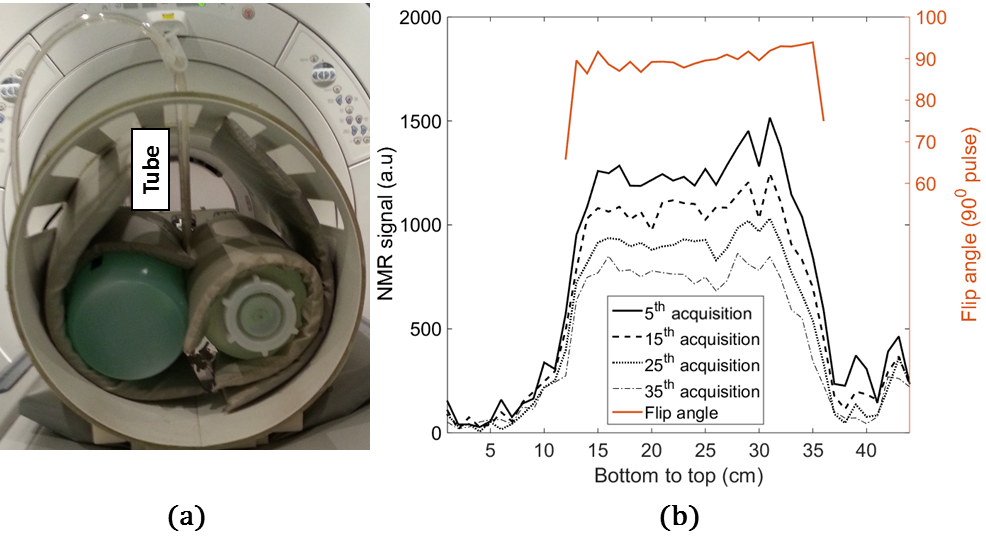 Tube
2000
1500
1000
500
0
NMR signal (a.u)
5 10 15 20 25 30 35 40
Bottom to top (cm)
100
90
80
70
60
Flip angle (90⁰ pulse)
5th acquisition
15th acquisition
25th acquisition
35th acquisition
Flip angle
(a) (b)